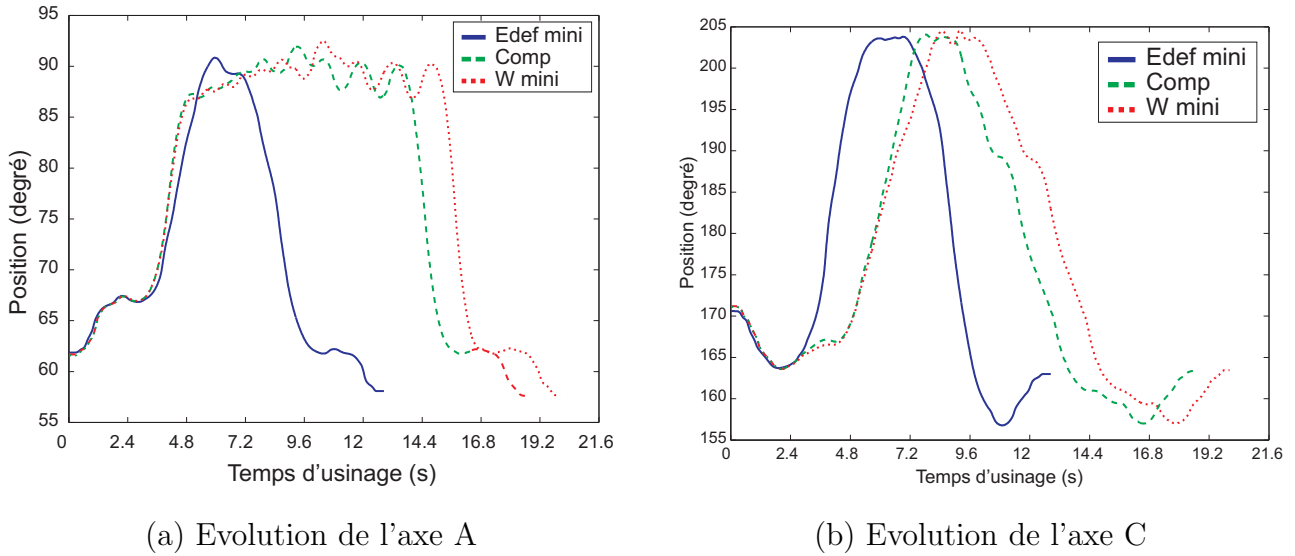 95
90
85
80
75
70
65
60
55
Position (degré)
0 2.4 4.8 7.2 9.6 12 14.4 16.8 19.2 21.6
Temps d'usinage (s)
Edef mini
Comp
W mini
(a) Evolution de l'axe A
205
200
195
190
185
180
175
170
165
160
155
Position (degré)
0 2.4 4.8 7.2 9.6 12 14.4 16.8 19.2 21.6
Temps d'usinage (s)
Edef mini
Comp
W mini
(b) Evolution de l'axe C